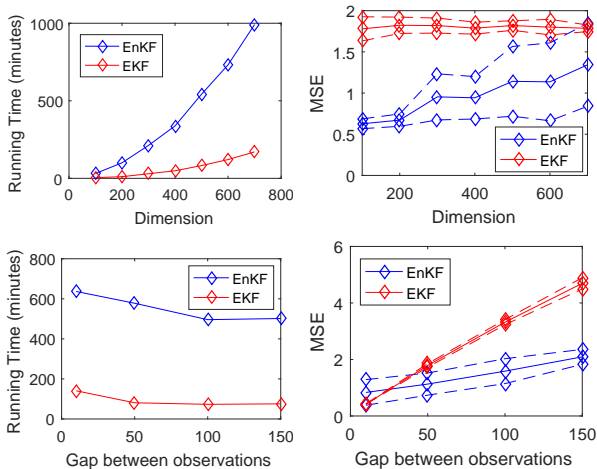 Running Time (minutes)
1000
500
0
0 200 400 600 800
Dimension
EnKF
EKF
MSE
2
1.5
1
0.5
0
200 400 600
Dimension
EnKF
EKF
Running Time (minutes)
800
600
400
200
0
0 50 100 150
Gap between observations
EnKF
EKF
MSE
6
4
2
0
0 50 100 150
Gap between observations
EnKF
EKF